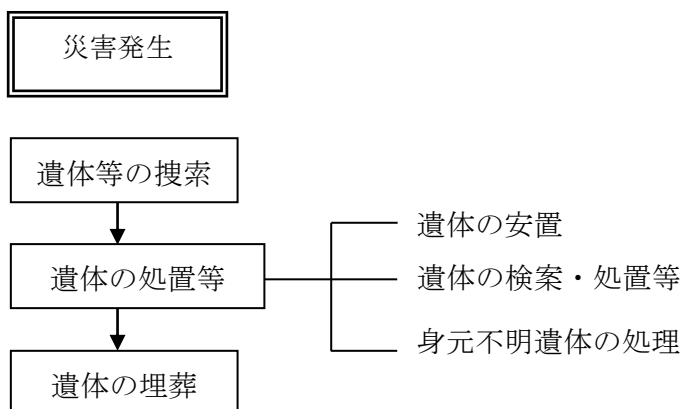 災害発生
遺体等の捜索
遺体の処置等
遺体の安置
遺体の検案・処置等
身元不明遺体の処理
遺体の埋葬